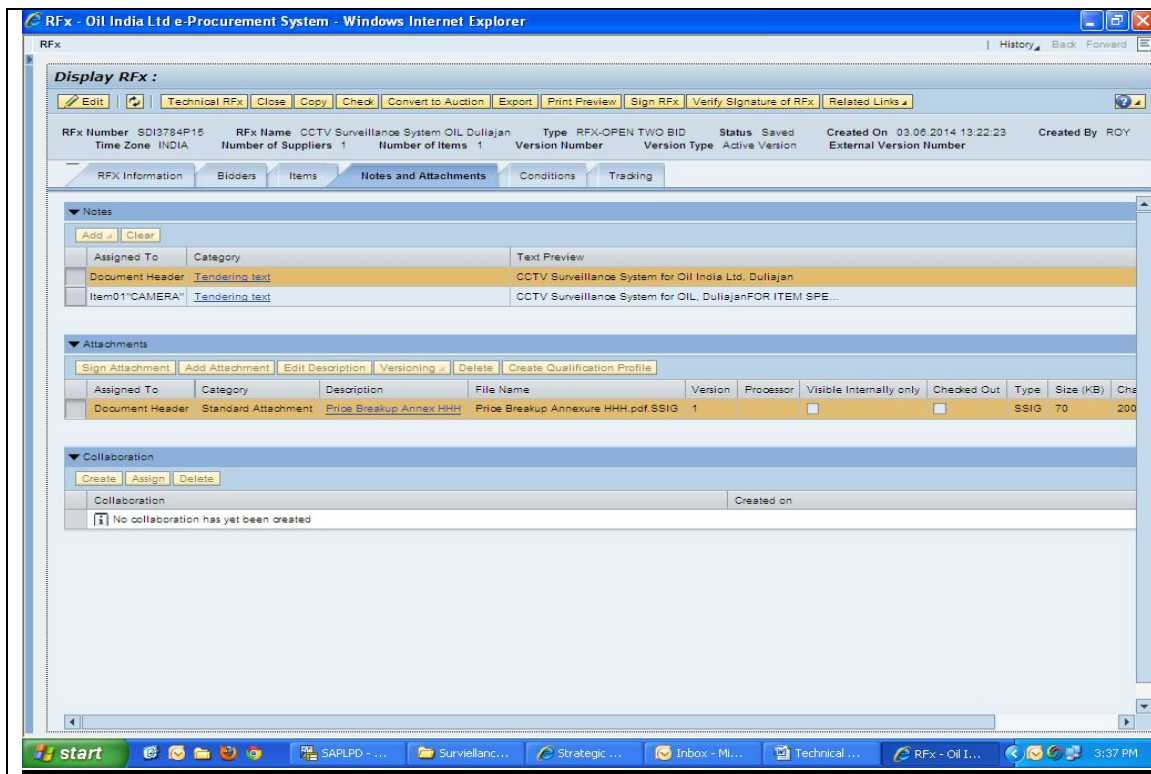 RFx - Oil India Ltd e-Procurement System - Windows Internet Explorer
RFx | History Back Forward
Display RFx :
Edit | Technical RFx Close Copy Check Convert to Auction Export Print Preview Sign RFx Verify Signature of RFx Related Links
RFx Number SDI3784P15 RFx Name CCTV Surveillance System OIL Duliajan Type RFX-OPEN TWO BID Status Saved Created On 03.06.2014 13:22:23 Created By ROY
Time Zone INDIA Number of Suppliers 1 Number of Items 1 Version Number Version Type Active Version External Version Number
RFX Information Bidders Items Notes and Attachments Conditions Tracking
Notes
Add Clear
Assigned To Category Text Preview
Document Header Tendering text CCTV Surveillance System for Oil India Ltd, Duliajan
Item01"CAMERA" Tendering text CCTV Surveillance System for OIL, DuliajanFOR ITEM SPE...
Attachments
Sign Attachment Add Attachment Edit Description Versioning Delete Create Qualification Profile
Assigned To Category Description File Name Version Processor Visible Internally only Checked Out Type Size (KB) Cha
Document Header Standard Attachment Price Breakup Annex HHH Price Breakup Annexure HHH.pdf.SSIG 1 SSIG 70 200
Collaboration
Create Assign Delete
Collaboration Created on
No collaboration has yet been created
start SAPLPD - ... Surviellanc... Strategic ... Inbox - Mi... Technical ... RFx - Oil I... 3:37 PM